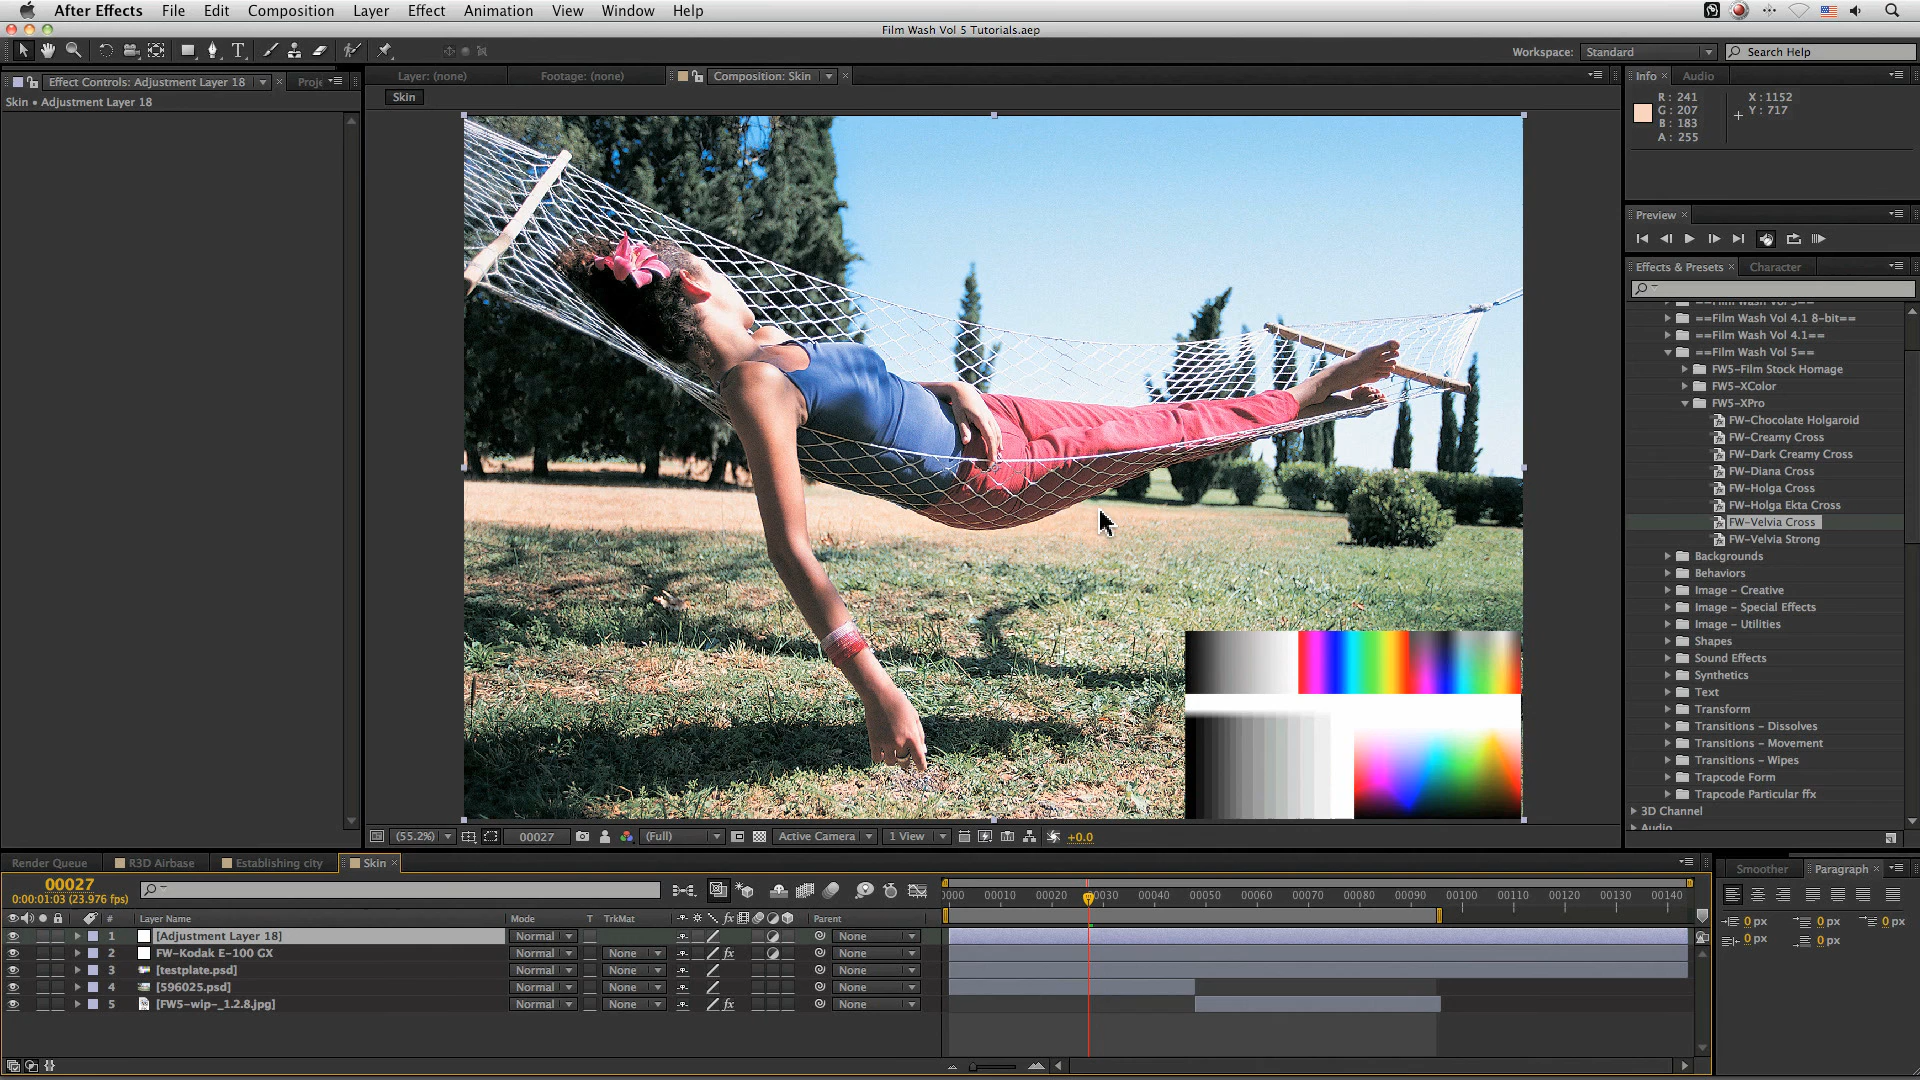 After Effects File Edit Composition Layer Effect Animation View Window Help
Film Wash Vol 5 Tutorials.aep
Workspace: Standard Search Help
Effect Controls: Adjustment Layer 18
Layer: (none) Footage: (none) Composition: Skin
Info Audio
Skin • Adjustment Layer 18
Skin
R: 241 X: 1152
G: 207 Y: 717
B: 183
A: 255
Preview
Effects & Presets Character
==Film Wash Vol 4.1 8-bit==
==Film Wash Vol 4.1==
==Film Wash Vol 5==
FW5-Film Stock Homage
FW5-XColor
FW5-XPro
FW-Chocolate Holgaroid
FW-Creamy Cross
FW-Dark Creamy Cross
FW-Diana Cross
FW-Holga Cross
FW-Holga Ekta Cross
FW-Velvia Cross
FW-Velvia Strong
Backgrounds
Behaviors
Image – Creative
Image – Special Effects
Image – Utilities
Shapes
Sound Effects
Synthetics
Text
Transform
Transitions – Dissolves
Transitions – Movement
Transitions – Wipes
Trapcode Form
Trapcode Particular ffx
3D Channel
(55.2%) 00027 (Full) Active Camera 1 View +0.0
Render Queue R3D Airbase Establishing city Skin
Smoother Paragraph
00027
0:00:01:03 (23.976 fps)
00010 00020 00030 00040 00050 00060 00070 00080 00090 00100 00110 00120 00130 00140
# Layer Name Mode T TrkMat Parent
1 [Adjustment Layer 18] Normal None
2 FW-Kodak E-100 GX Normal None None
3 [testplate.psd] Normal None None
4 [596025.psd] Normal None None
5 [FW5-wip-_1.2.8.jpg] Normal None None
0 px 0 px 0 px
0 px 0 px